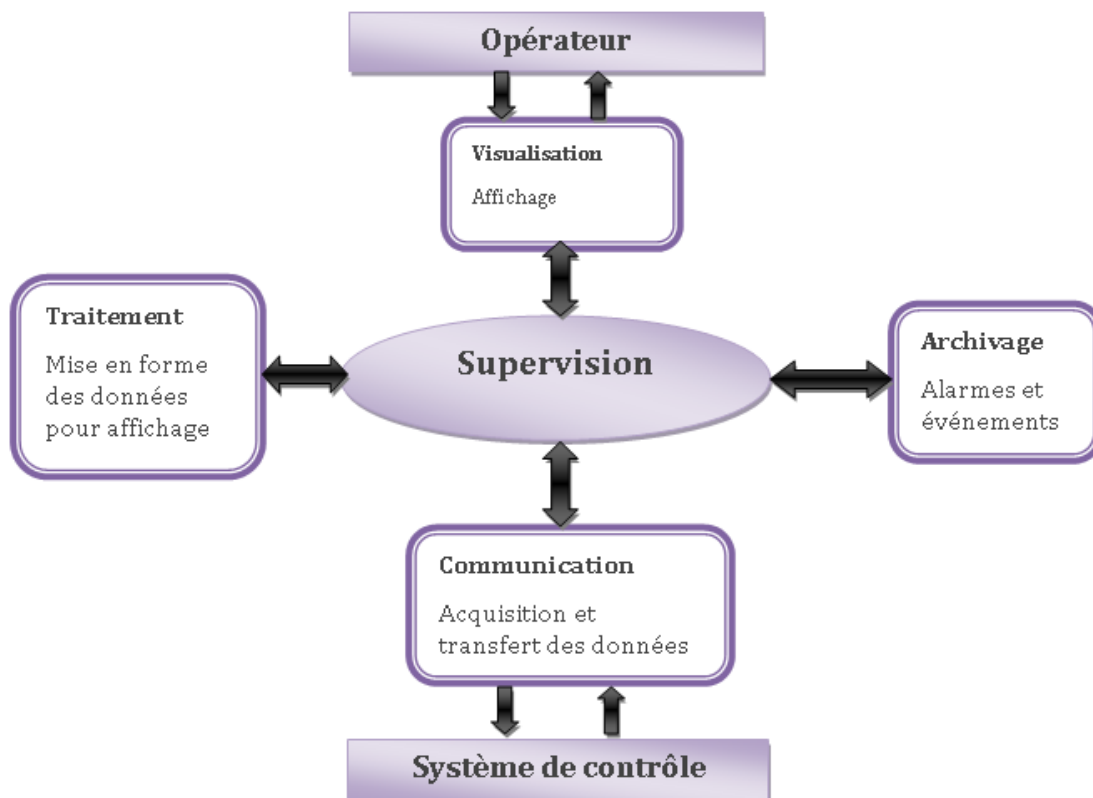 Opérateur
Visualisation
Affichage
Traitement
Mise en forme
des données
pour affichage
Supervision
Archivage
Alarmes et
événements
Communication
Acquisition et
transfert des données
Système de contrôle